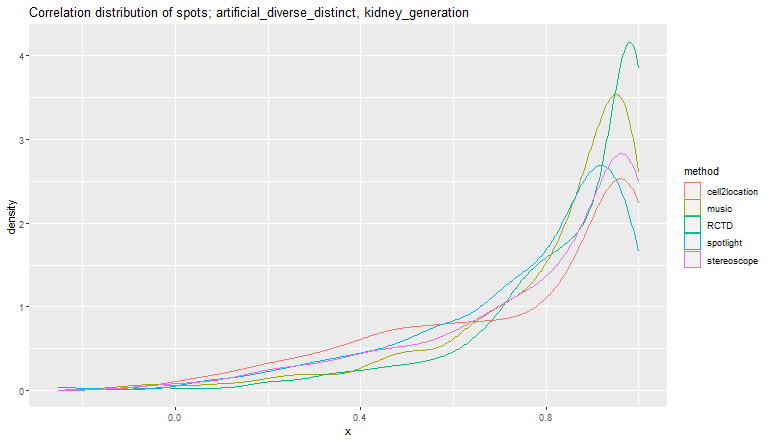 Correlation distribution of spots; artificial_diverse_distinct, kidney_generation
4
3
2
1
0
density
0.0
0.4
0.8
x
method
cell2location
music
RCTD
spotlight
stereoscope